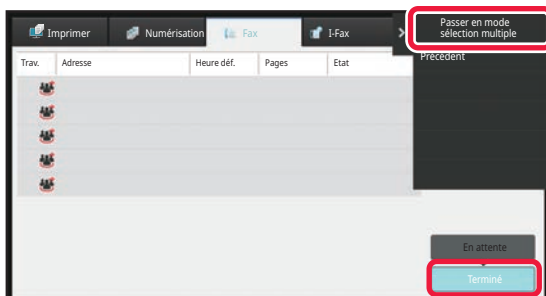 Imprimer
Numérisation
Fax
I-Fax
Passer en mode
sélection multiple
Trav.
Adresse
Heure déf.
Pages
Etat
Précédent
En attente
Terminé